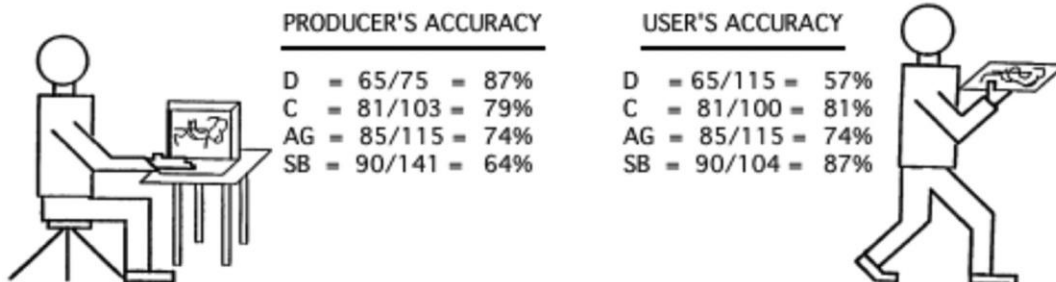 PRODUCER'S ACCURACY
D = 65/75 = 87%
C = 81/103 = 79%
AG = 85/115 = 74%
SB = 90/141 = 64%
USER'S ACCURACY
D = 65/115 = 57%
C = 81/100 = 81%
AG = 85/115 = 74%
SB = 90/104 = 87%